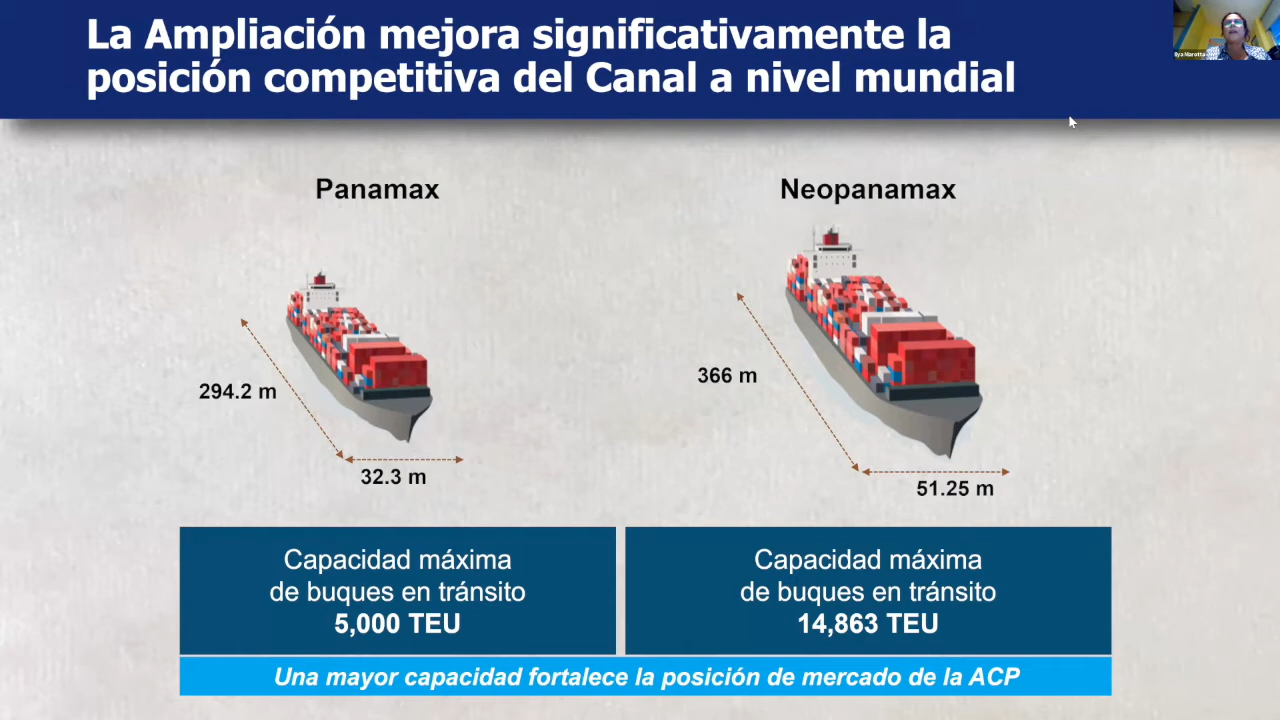 La Ampliación mejora significativamente la
posición competitiva del Canal a nivel mundial
Ilya Marotta
Panamax
Neopanamax
294.2 m
32.3 m
366 m
51.25 m
Capacidad máxima
de buques en tránsito
5,000 TEU
Capacidad máxima
de buques en tránsito
14,863 TEU
Una mayor capacidad fortalece la posición de mercado de la ACP